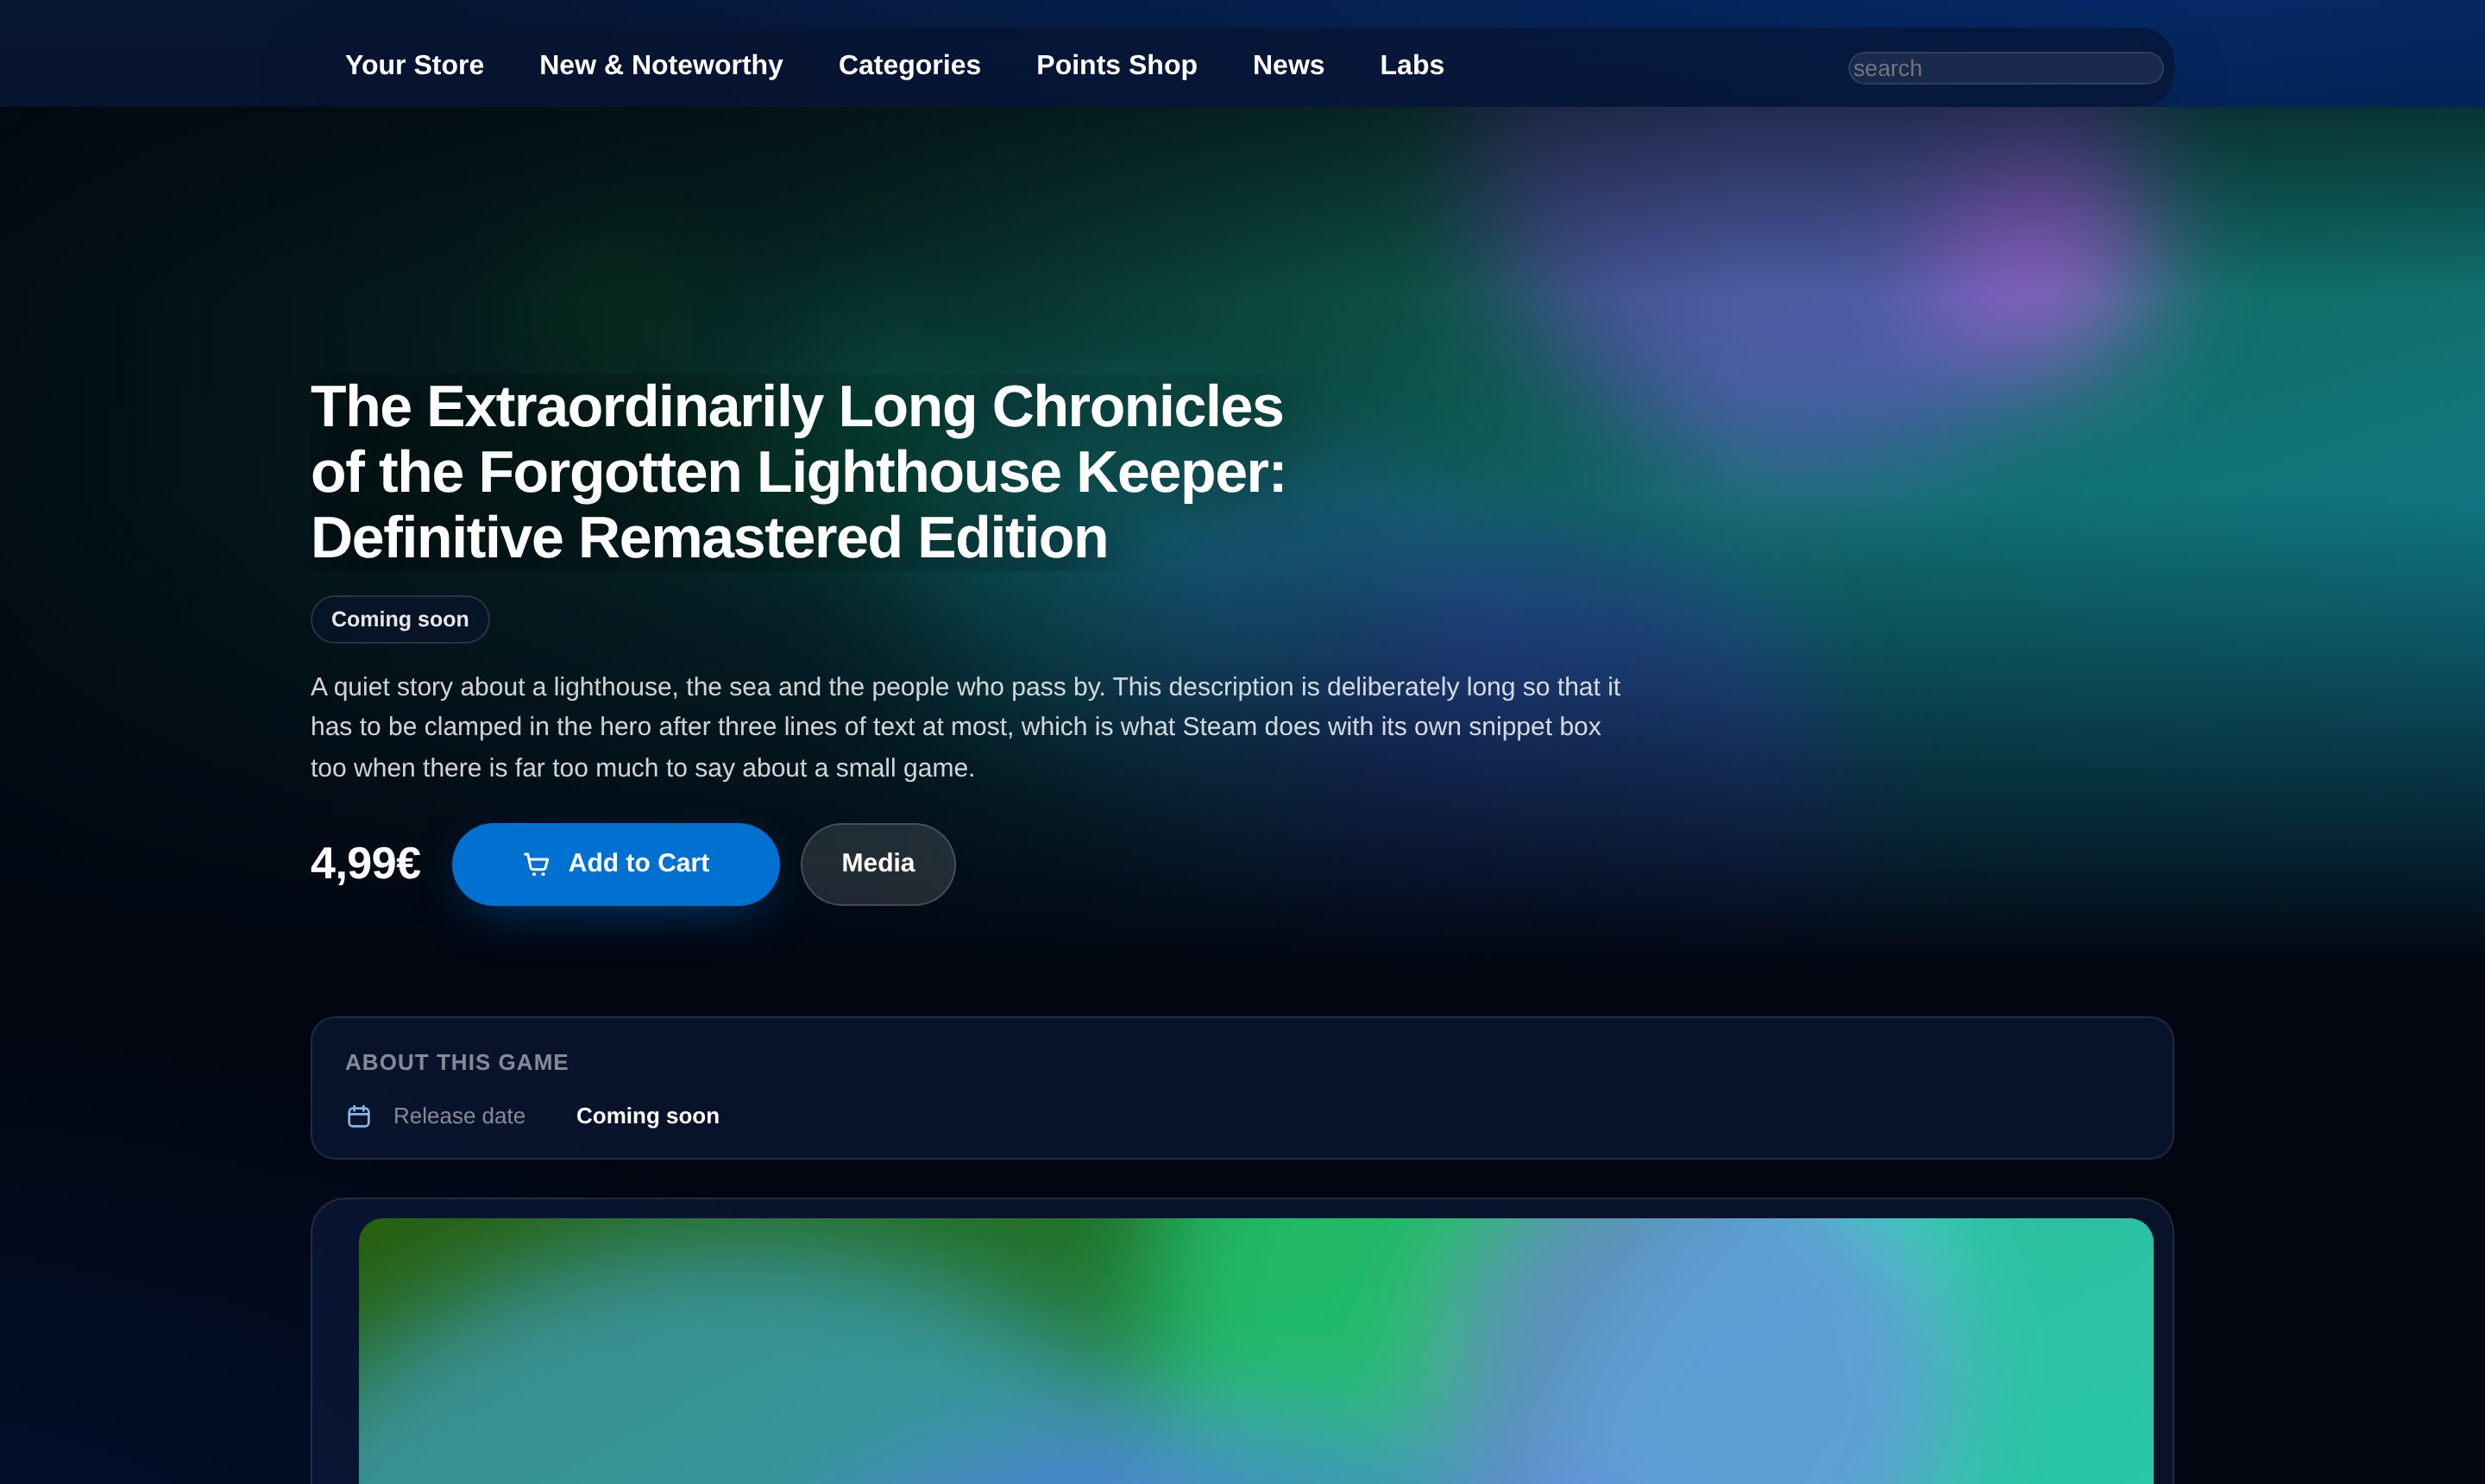 Your Store New & Noteworthy Categories Points Shop News Labs search
The Extraordinarily Long Chronicles
of the Forgotten Lighthouse Keeper:
Definitive Remastered Edition
Coming soon
A quiet story about a lighthouse, the sea and the people who pass by. This description is deliberately long so that it
has to be clamped in the hero after three lines of text at most, which is what Steam does with its own snippet box
too when there is far too much to say about a small game.
4,99€ Add to Cart Media
ABOUT THIS GAME
Release date Coming soon